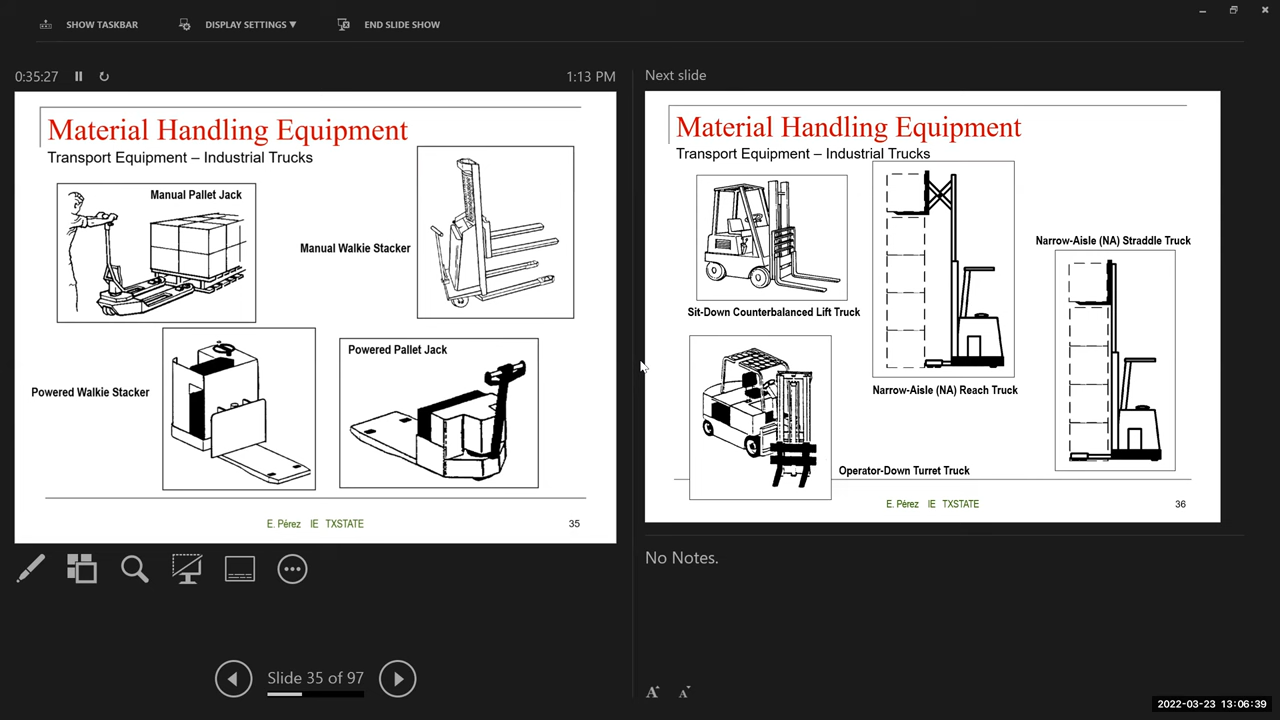 SHOW TASKBAR
DISPLAY SETTINGS ▼
END SLIDE SHOW
0:35:27
1:13 PM
Material Handling Equipment
Transport Equipment – Industrial Trucks
Manual Pallet Jack
Manual Walkie Stacker
Powered Pallet Jack
Powered Walkie Stacker
E. Pérez IE TXSTATE
35
Slide 35 of 97
Next slide
Material Handling Equipment
Transport Equipment – Industrial Trucks
Narrow-Aisle (NA) Straddle Truck
Sit-Down Counterbalanced Lift Truck
Narrow-Aisle (NA) Reach Truck
Operator-Down Turret Truck
E. Pérez IE TXSTATE
36
No Notes.
A A
2022-03-23 13:06:39